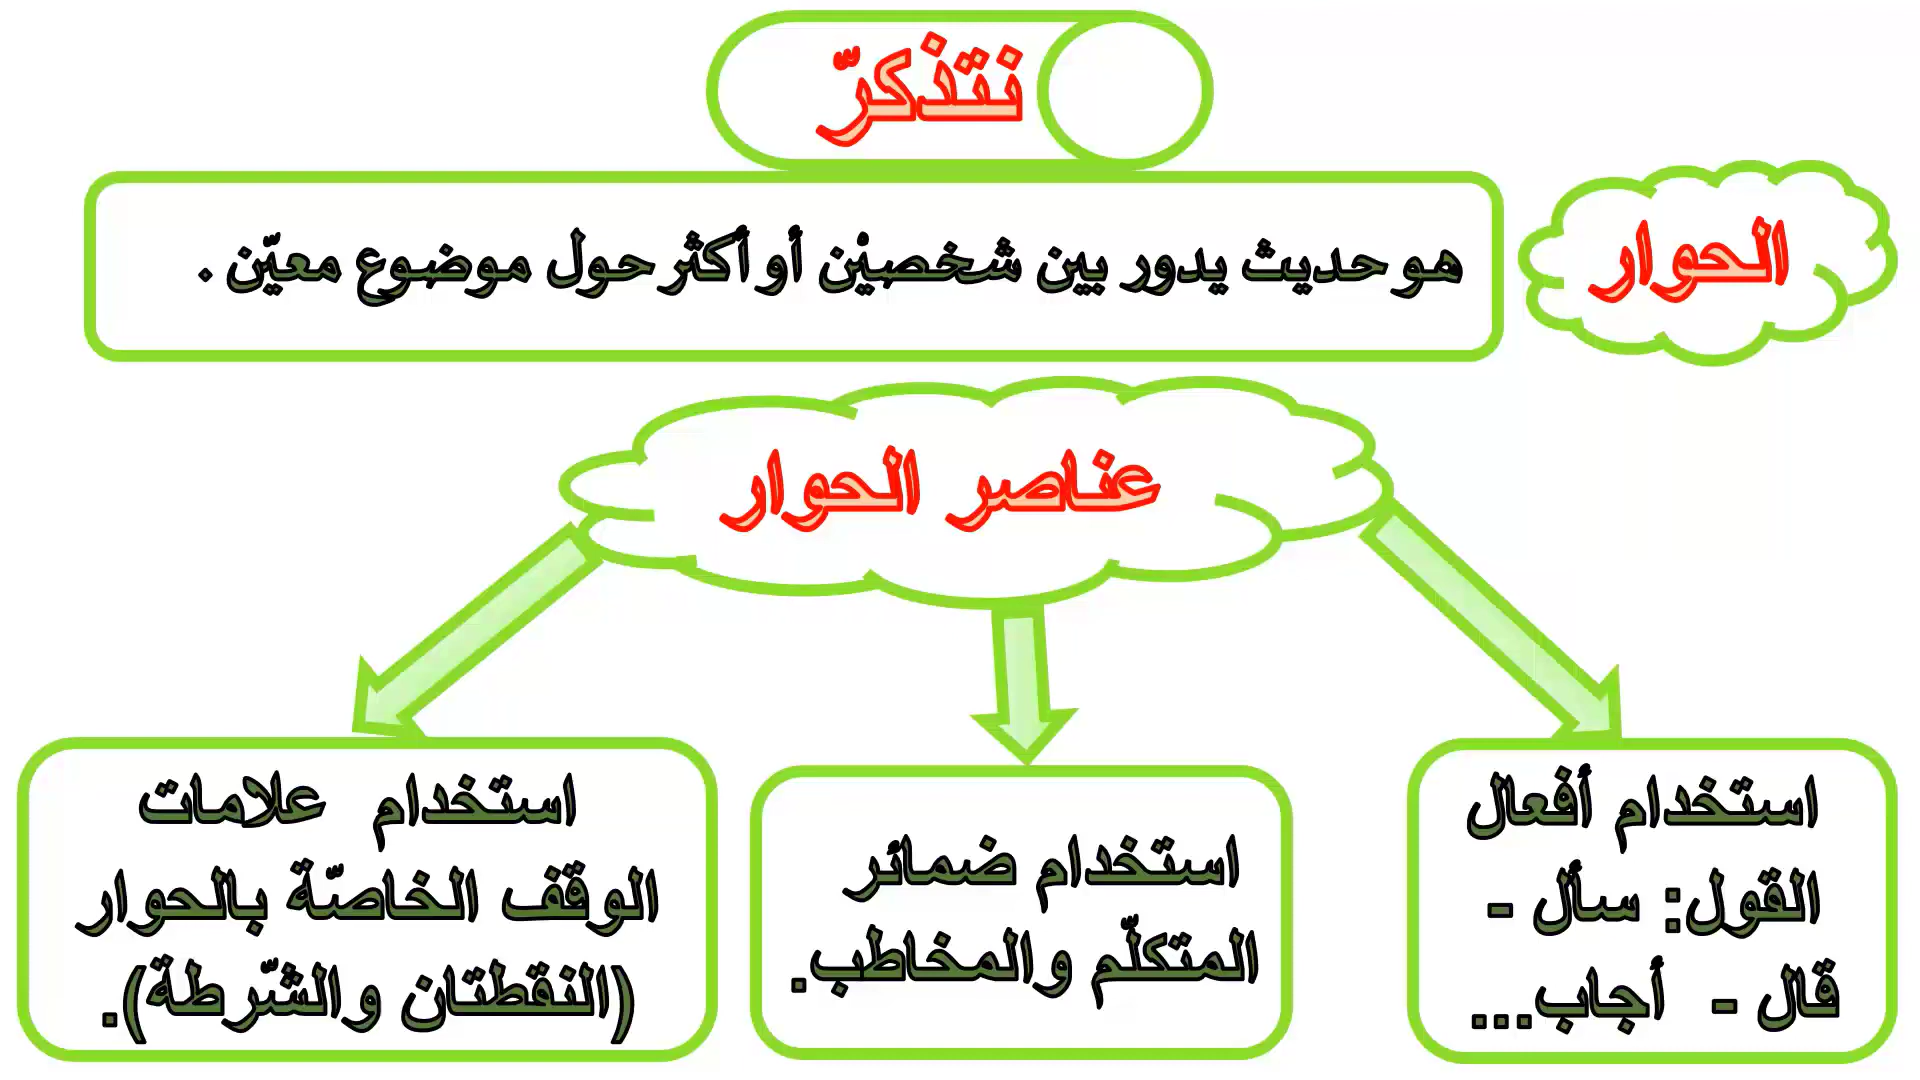 نتذكرّ
الحوار
هو حديث يدور بين شخصيْن أو أكثر حول موضوع معيّن .
عناصر الحوار
استخدام أفعال
القول: سأل -
قال - أجاب...
استخدام ضمائر
المتكلّم والمخاطب.
استخدام علامات
الوقف الخاصّة بالحوار
(النقطتان والشّرطة).